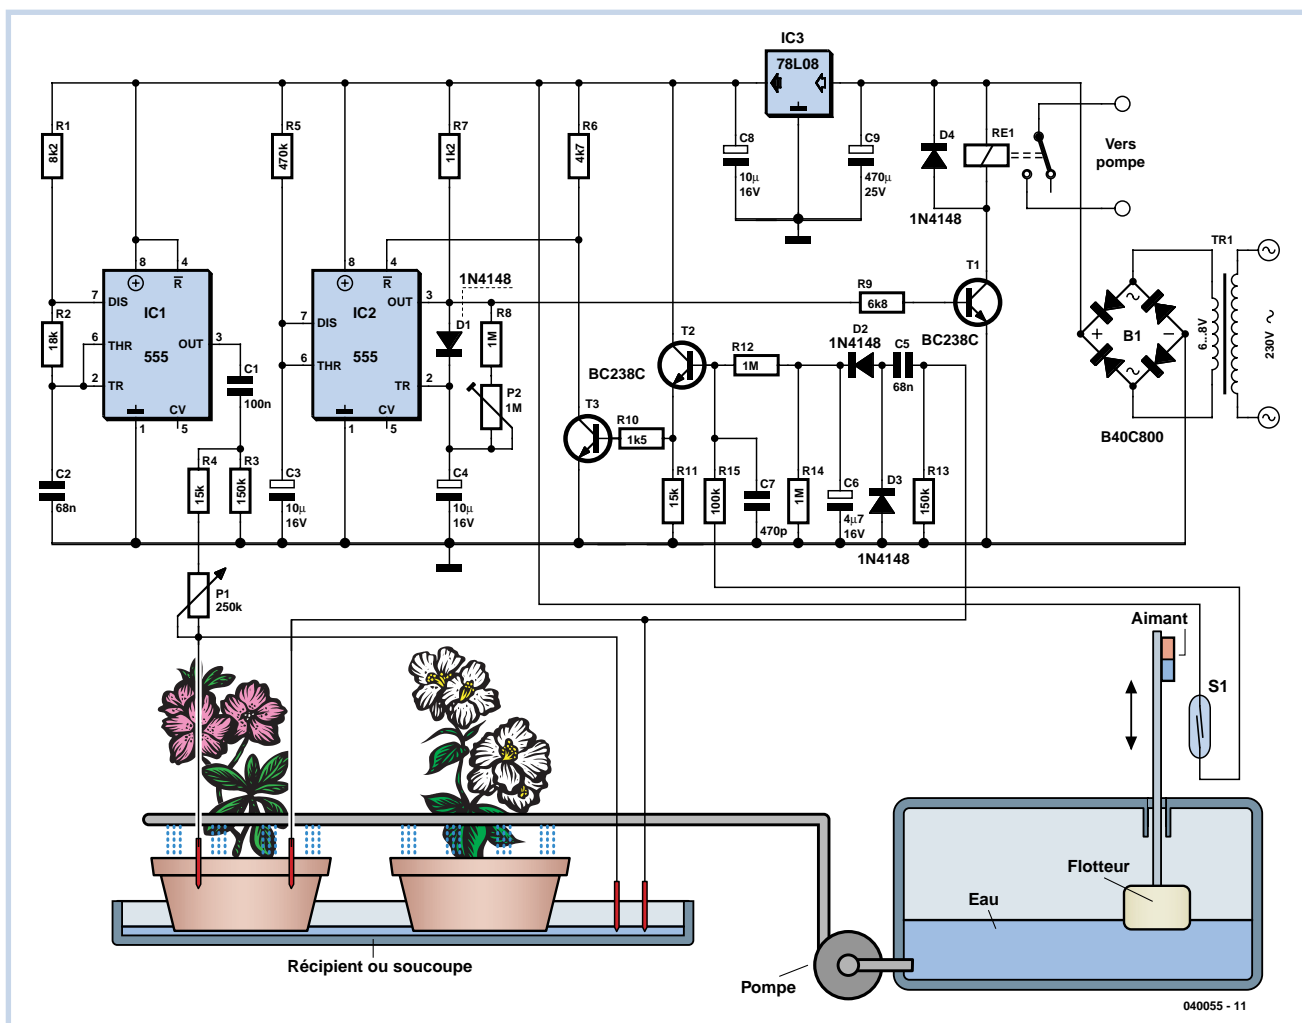 IC3
78L08
R1
8k2
R5
470k
R7
1k2
R6
4k7
C8
10µ
16V
C9
470µ
25V
D4
1N4148
RE1
Vers
pompe
TR1
6...8V
230V
B1
B40C800
8
4
R
7
DIS
IC1
6
THR
555
OUT
3
2
TR
CV
1
5
R2
18k
C2
68n
C1
100n
R4
15k
R3
150k
8
4
R
OUT
3
7
DIS
IC2
6
THR
555
TR
2
CV
1
5
1N4148
D1
R8
1M
P2
1M
C3
10µ
16V
C4
10µ
16V
R9
6k8
T1
BC238C
T2
BC238C
R12
1M
D2
1N4148
C5
68n
T3
R10
1k5
R11
15k
R15
100k
C7
470p
R14
1M
C6
4µ7
16V
D3
1N4148
R13
150k
P1
250k
Aimant
S1
Flotteur
Eau
Récipient ou soucoupe
Pompe
040055 - 11